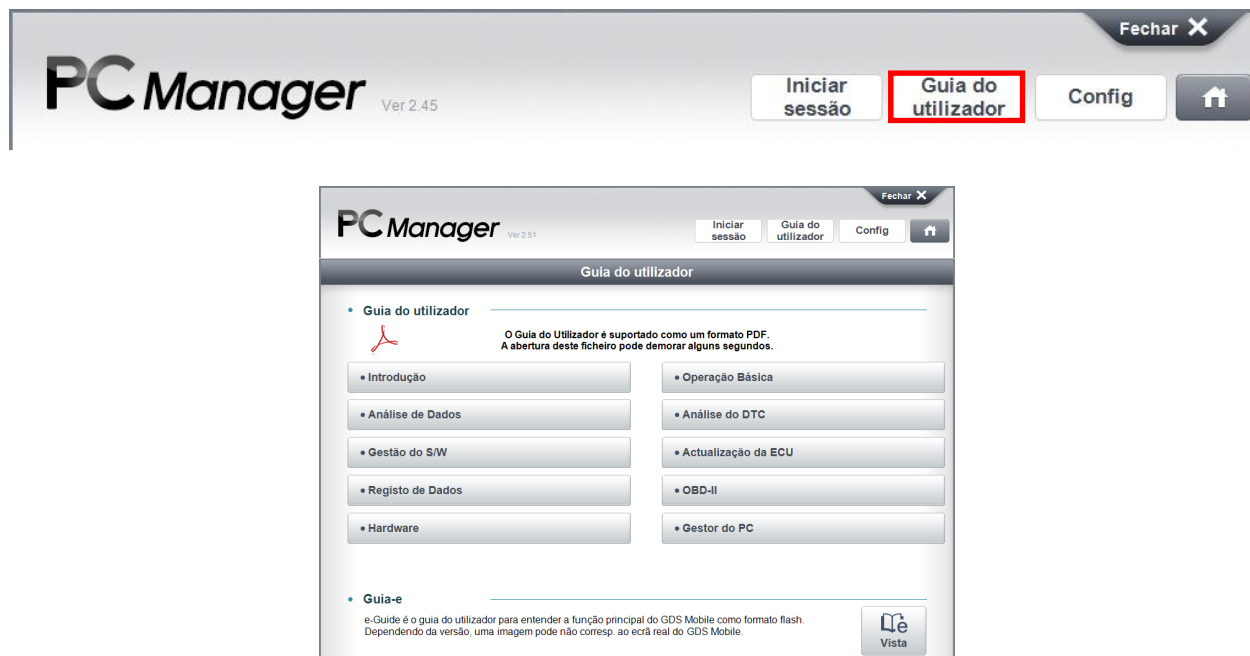 Fechar
PC Manager Ver 2.45
Iniciar sessão
Guia do utilizador
Config
Fechar
PC Manager Ver 2.51
Iniciar sessão
Guia do utilizador
Config
Guia do utilizador
• Guia do utilizador
O Guia do Utilizador é suportado como um formato PDF.
A abertura deste ficheiro pode demorar alguns segundos.
• Introdução
• Operação Básica
• Análise de Dados
• Análise do DTC
• Gestão do S/W
• Actualização da ECU
• Registo de Dados
• OBD-II
• Hardware
• Gestor do PC
• Guia-e
e-Guide é o guia do utilizador para entender a função principal do GDS Mobile como formato flash.
Dependendo da versão, uma imagem pode não corresp. ao ecrã real do GDS Mobile.
e
Vista